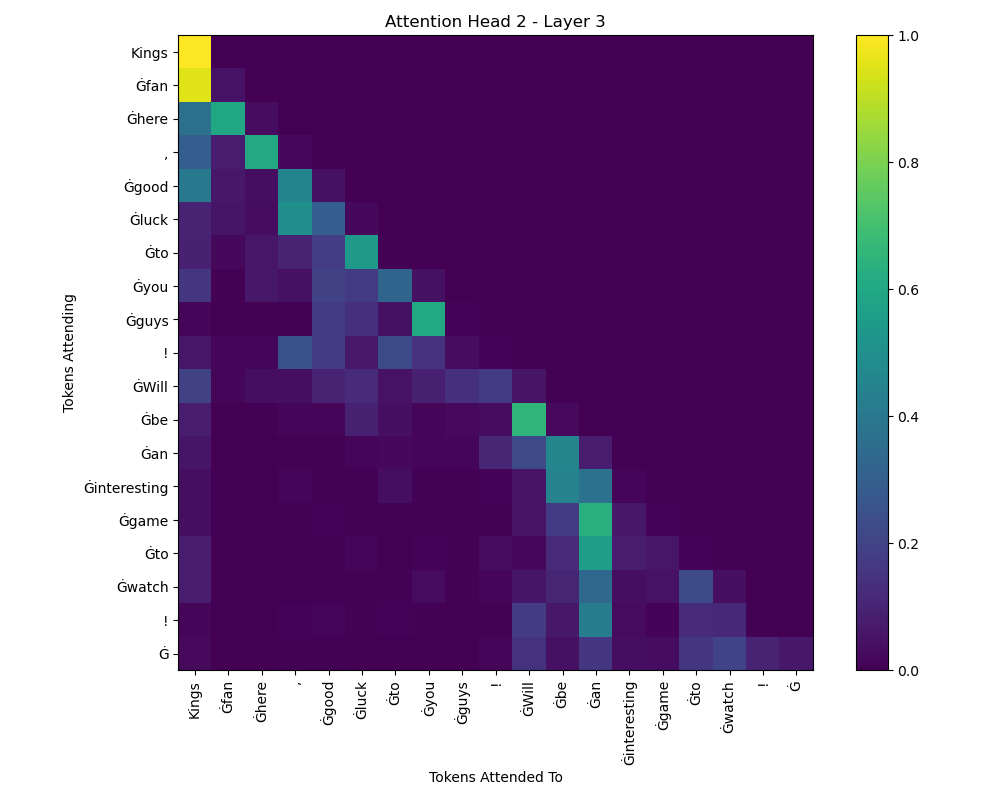 Attention Head 2 - Layer 3
Tokens Attending
Kings
Ġfan
Ġhere
,
Ġgood
Ġluck
Ġto
Ġyou
Ġguys
!
ĠWill
Ġbe
Ġan
Ġinteresting
Ġgame
Ġto
Ġwatch
!
Ġ
Kings
Ġfan
Ġhere
,
Ġgood
Ġluck
Ġto
Ġyou
Ġguys
!
ĠWill
Ġbe
Ġan
Ġinteresting
Ġgame
Ġto
Ġwatch
!
Ġ
Tokens Attended To
1.0
0.8
0.6
0.4
0.2
0.0